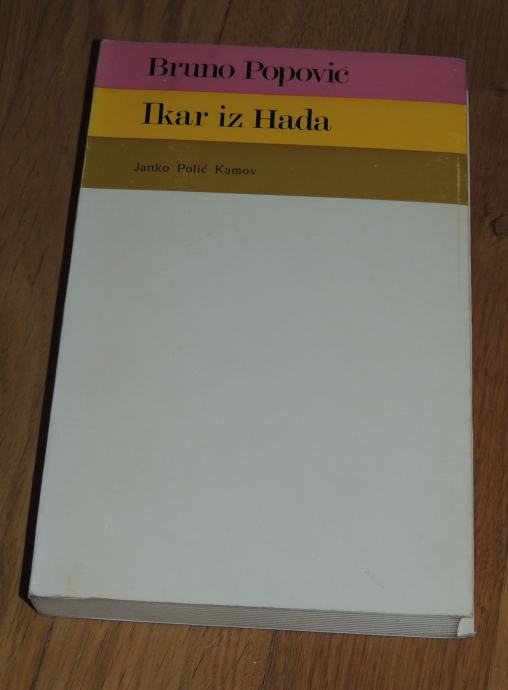 Bruno Popović
Ikar iz Hada
Janko Polić Kamov